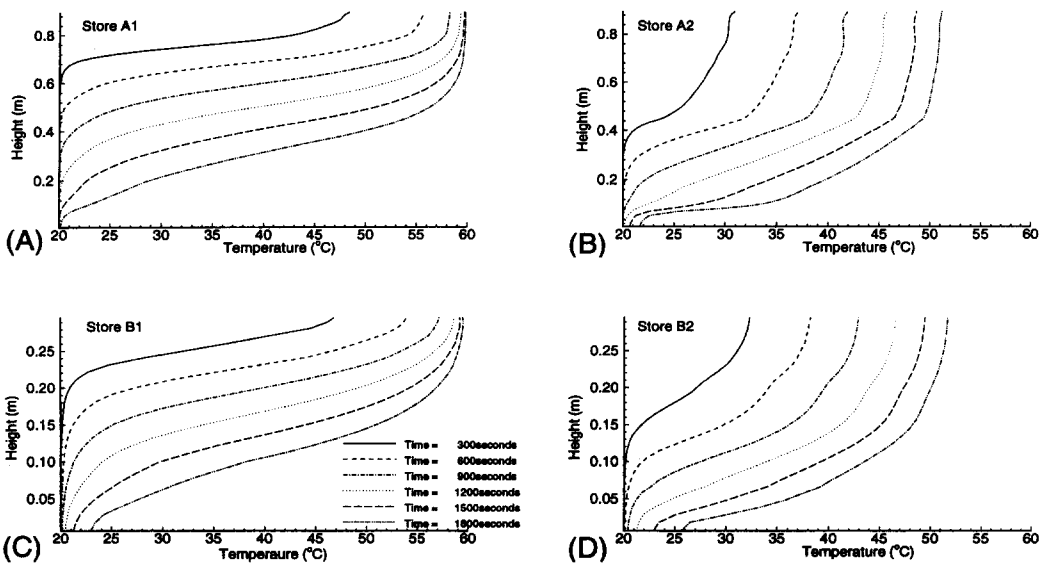 Store A1
Height (m)
0.8
0.6
0.4
0.2
20 25 30 35 40 45 50 55 60
Temperature (°C)
(A)
Store A2
Height (m)
0.8
0.6
0.4
0.2
20 25 30 35 40 45 50 55 60
Temperature (°C)
(B)
Store B1
Height (m)
0.25
0.20
0.15
0.10
0.05
Time = 300seconds
Time = 600seconds
Time = 900seconds
Time = 1200seconds
Time = 1500seconds
Time = 1800seconds
20 25 30 35 40 45 50 55 60
Temperaure (°C)
(C)
Store B2
Height (m)
0.25
0.20
0.15
0.10
0.05
20 25 30 35 40 45 50 55 60
Temperature (°C)
(D)